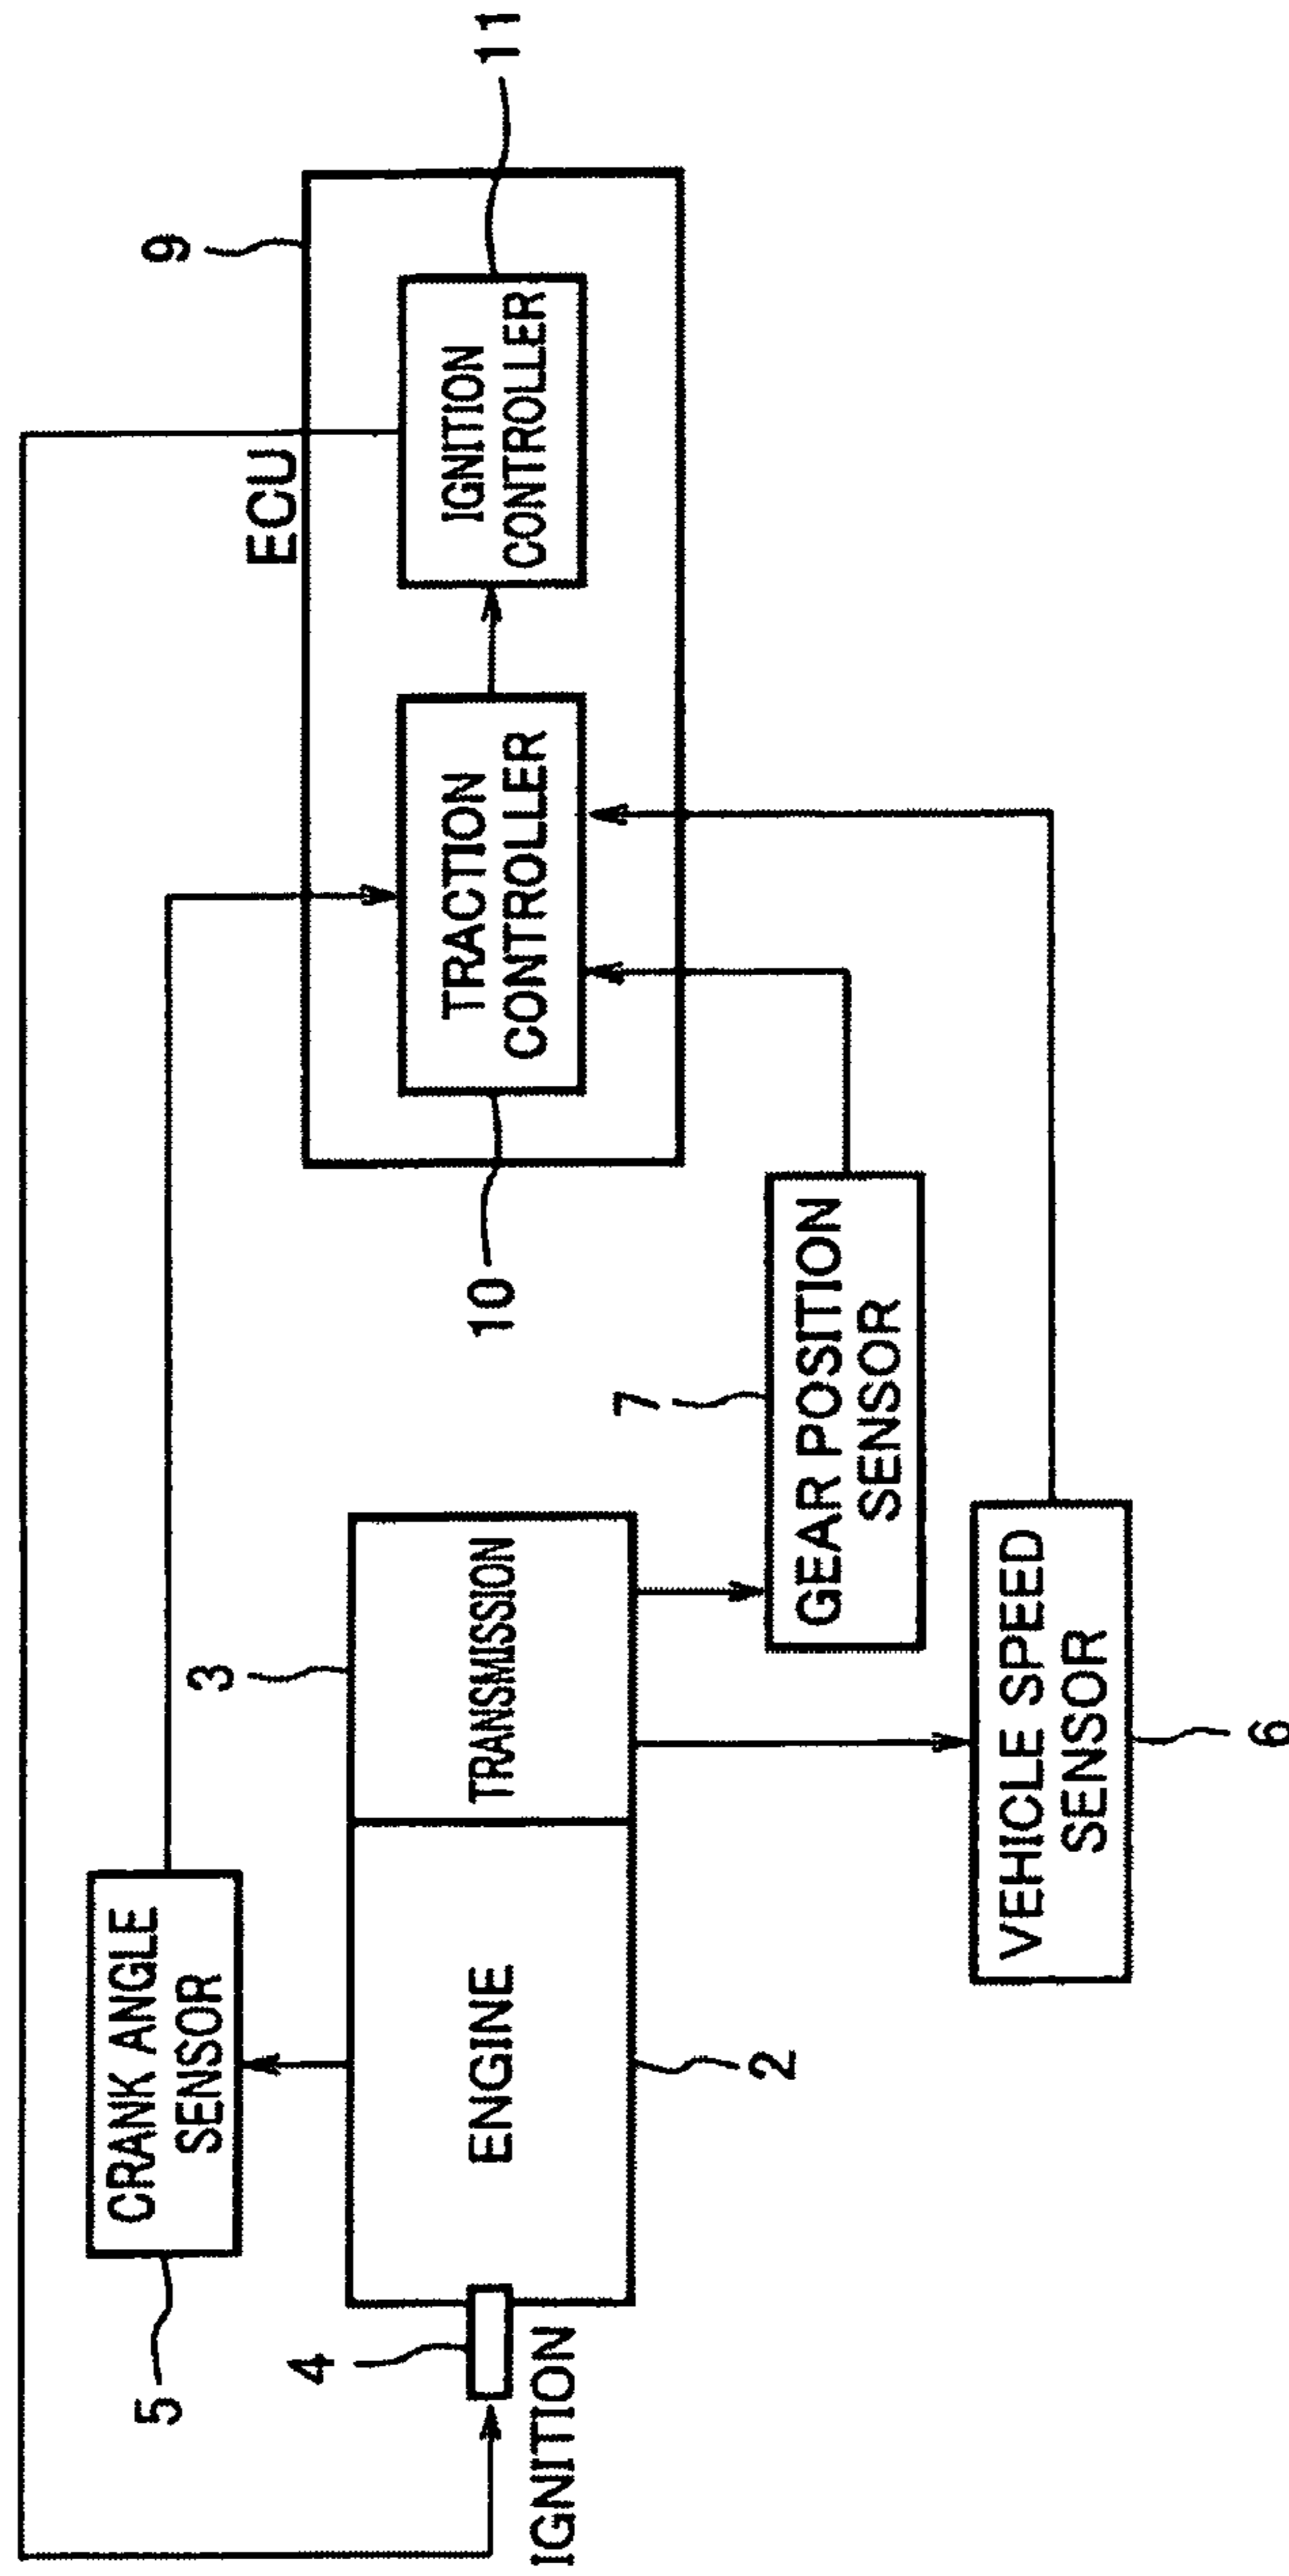 9
ECU
11
IGNITION
CONTROLLER
TRACTION
CONTROLLER
10
5
CRANK ANGLE
SENSOR
3
TRANSMISSION
ENGINE
2
4
IGNITION
7
GEAR POSITION
SENSOR
VEHICLE SPEED
SENSOR
6